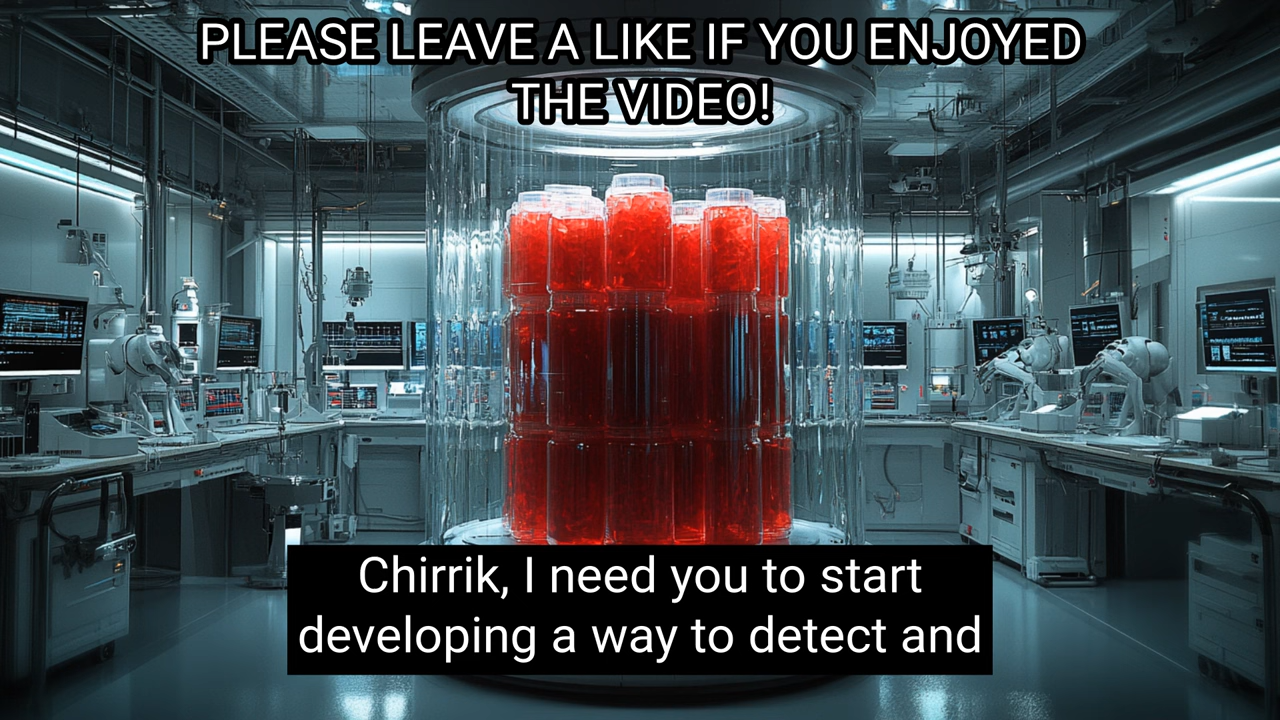 PLEASE LEAVE A LIKE IF YOU ENJOYED
THE VIDEO!
Chirrik, I need you to start
developing a way to detect and